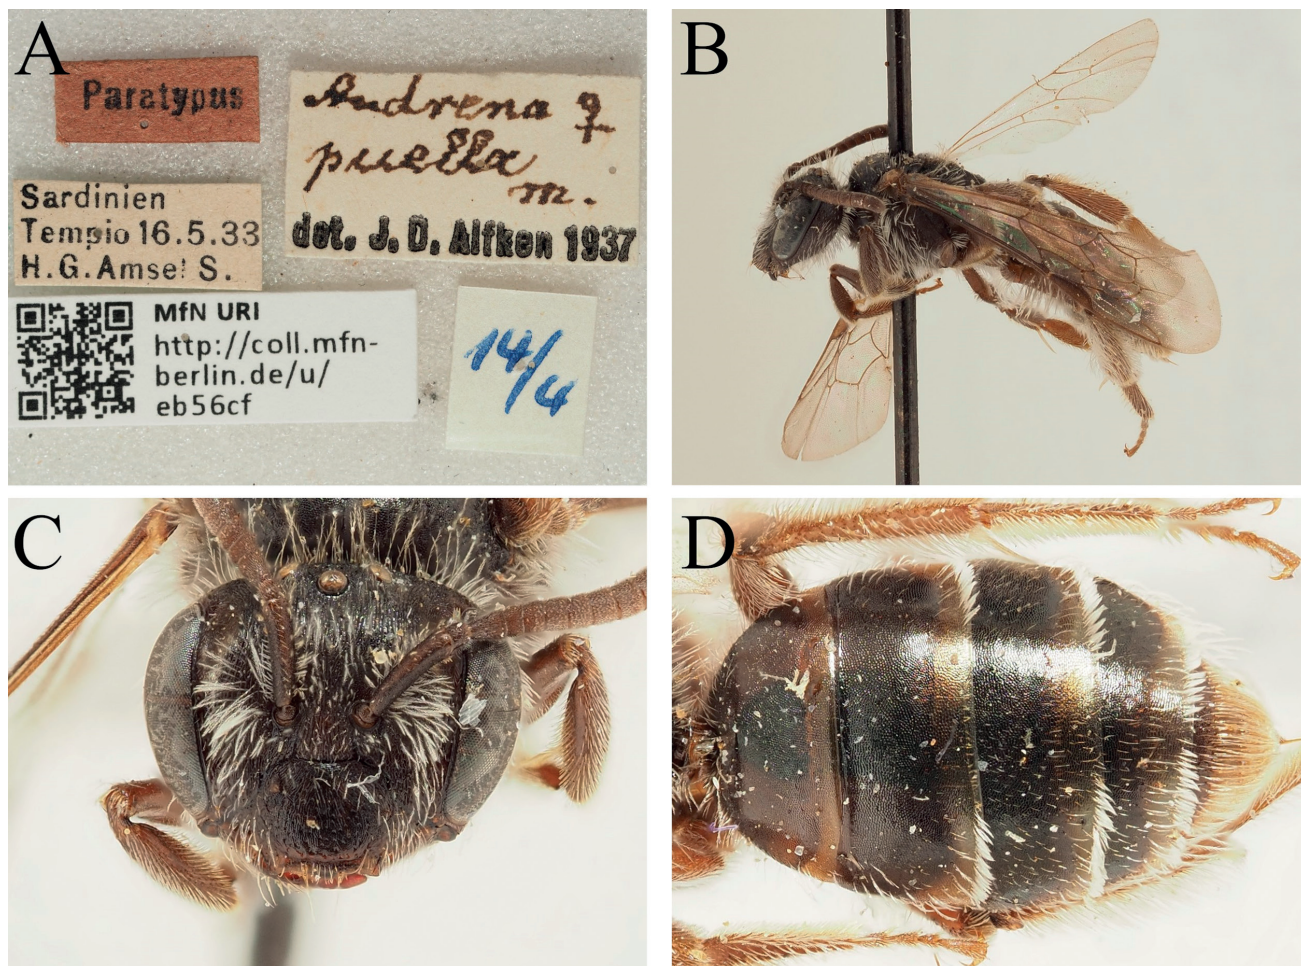 A
Paratypus
Andrena ♀
puella
m.
det. J. D. Alfken 1937
Sardinien
Tempio 16.5.33
H.G.Amsel S.
MfN URI
http://coll.mfn-
berlin.de/u/
eb56cf
14/4
B
C
D